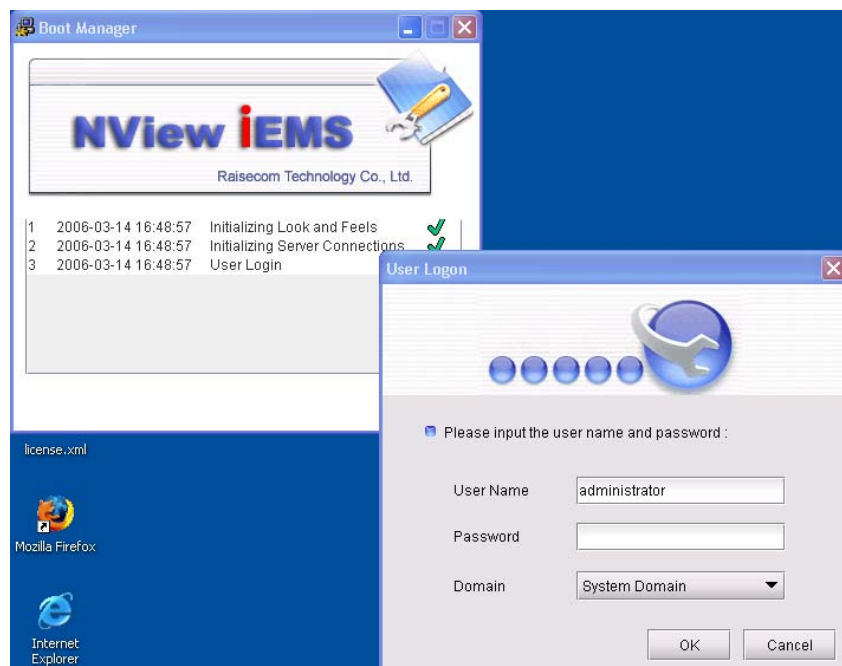 Boot Manager
NView iEMS
Raisecom Technology Co., Ltd.
1 2006-03-14 16:48:57 Initializing Look and Feels
2 2006-03-14 16:48:57 Initializing Server Connections
3 2006-03-14 16:48:57 User Login
User Logon
Please input the user name and password :
User Name administrator
Password
Domain System Domain
OK Cancel
license.xml
Mozilla Firefox
Internet
Explorer